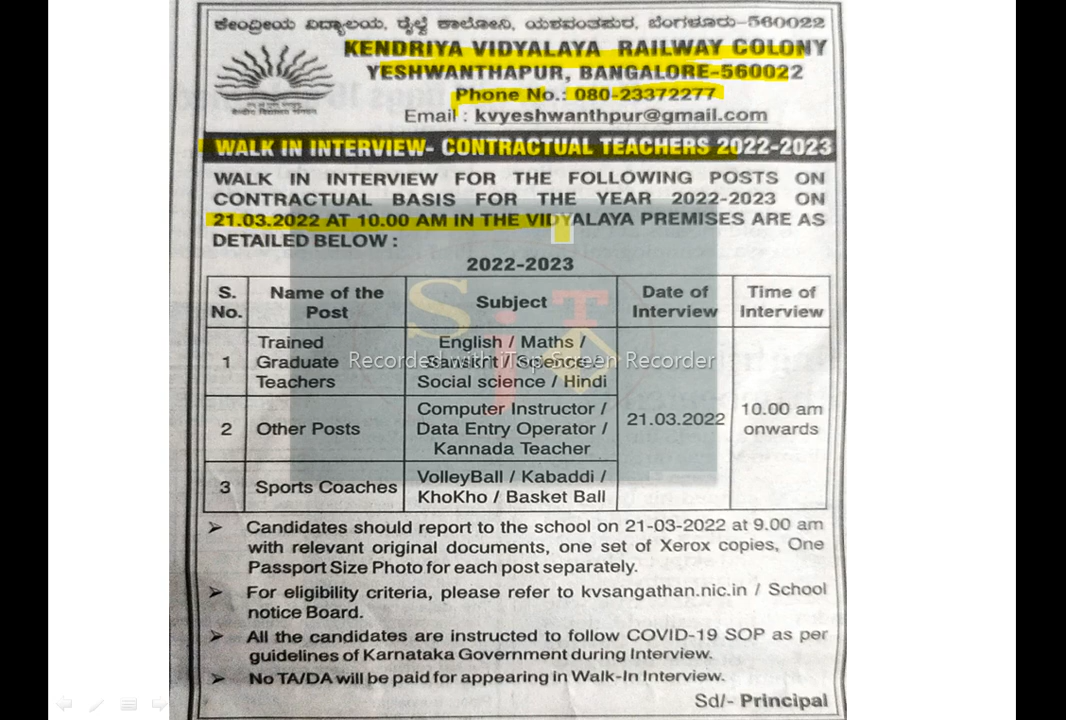 ಕೇಂದ್ರೀಯ ವಿದ್ಯಾಲಯ, ರೈಲ್ವೆ ಕಾಲೋನಿ, ಯಶವಂತಪುರ, ಬೆಂಗಳೂರು-560022
KENDRIYA VIDYALAYA RAILWAY COLONY
YESHWANTHAPUR, BANGALORE-560022
Phone No.: 080-23372277
Email : kvyeshwanthpur@gmail.com
WALK IN INTERVIEW- CONTRACTUAL TEACHERS 2022-2023
WALK IN INTERVIEW FOR THE FOLLOWING POSTS ON
CONTRACTUAL BASIS FOR THE YEAR 2022-2023 ON
21.03.2022 AT 10.00 AM IN THE VIDYALAYA PREMISES ARE AS
DETAILED BELOW :
2022-2023
S. No. Name of the Post Subject Date of Interview Time of Interview
1 Trained Graduate Teachers English / Maths / Sanskrit / Science / Social science / Hindi
2 Other Posts Computer Instructor / Data Entry Operator / Kannada Teacher 21.03.2022 10.00 am onwards
3 Sports Coaches VolleyBall / Kabaddi / KhoKho / Basket Ball
Recorded with iTop Screen Recorder
SiT
➢ Candidates should report to the school on 21-03-2022 at 9.00 am
with relevant original documents, one set of Xerox copies, One
Passport Size Photo for each post separately.
➢ For eligibility criteria, please refer to kvsangathan.nic.in / School
notice Board.
➢ All the candidates are instructed to follow COVID-19 SOP as per
guidelines of Karnataka Government during Interview.
➢ No TA/DA will be paid for appearing in Walk-In Interview.
Sd/- Principal